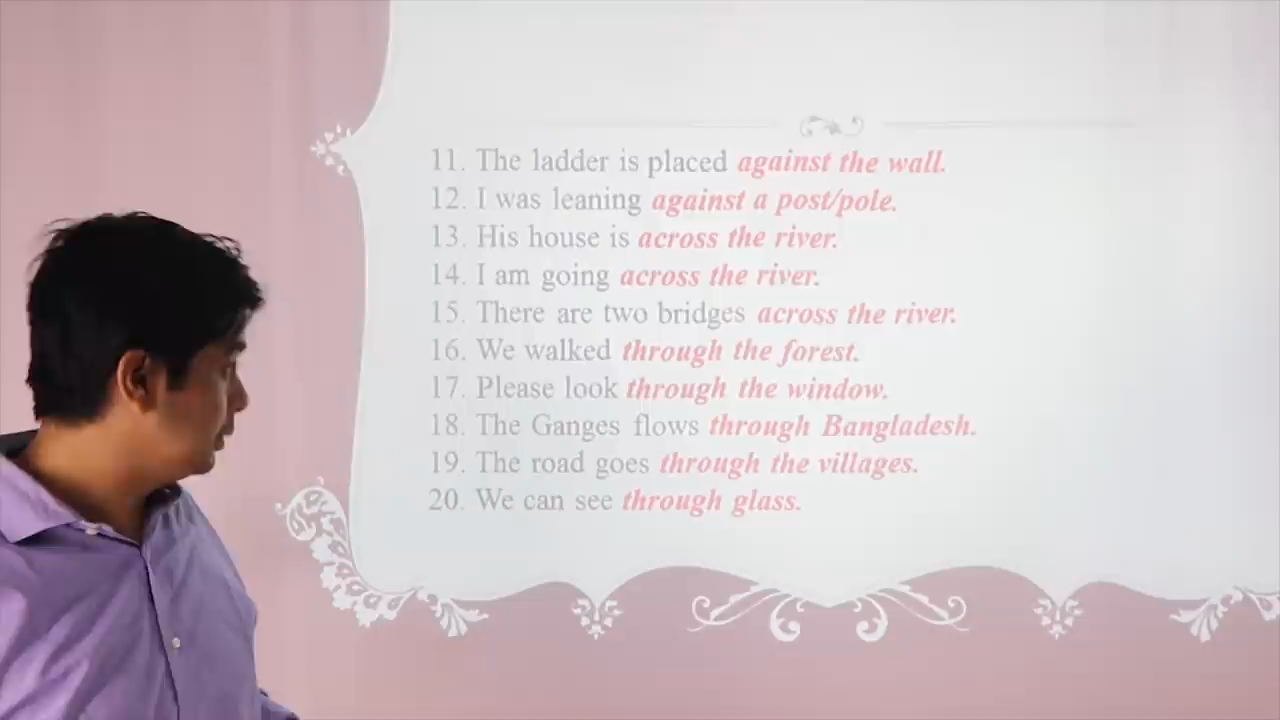 11. The ladder is placed against the wall.
12. I was leaning against a post/pole.
13. His house is across the river.
14. I am going across the river.
15. There are two bridges across the river.
16. We walked through the forest.
17. Please look through the window.
18. The Ganges flows through Bangladesh.
19. The road goes through the villages.
20. We can see through glass.